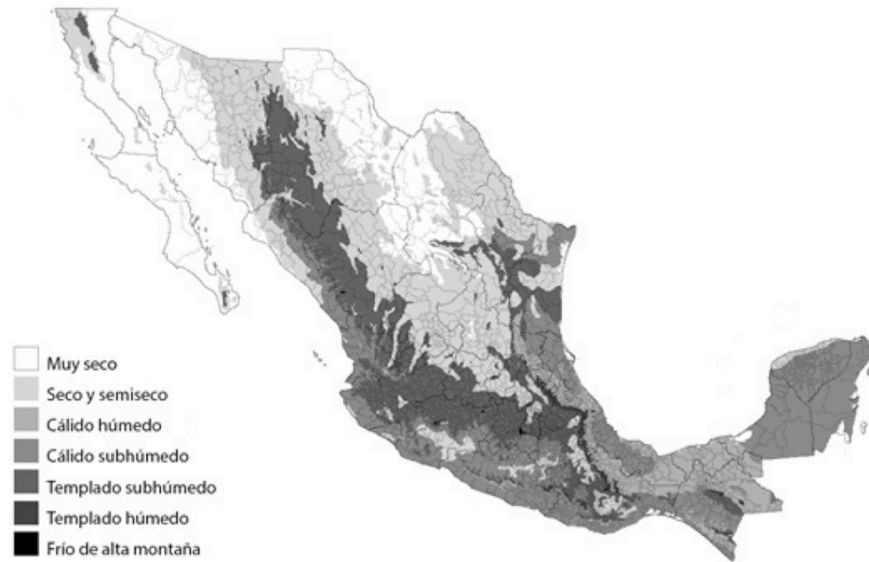 Muy seco
Seco y semiseco
Cálido húmedo
Cálido subhúmedo
Templado subhúmedo
Templado húmedo
Frío de alta montaña